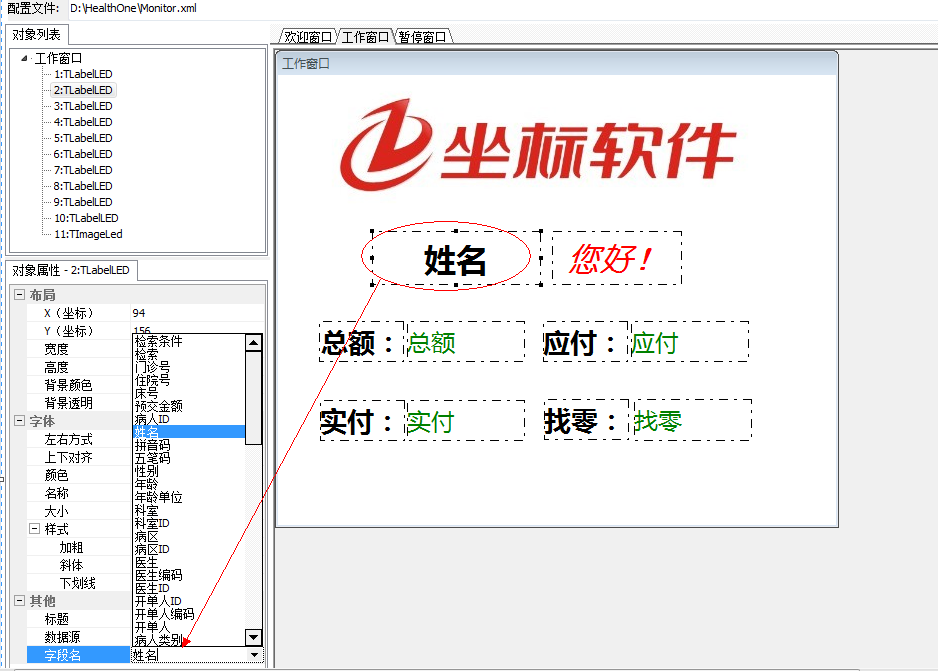 配置文件: D:\HealthOne\Monitor.xml
对象列表
工作窗口
1:TLabelLED
2:TLabelLED
3:TLabelLED
4:TLabelLED
5:TLabelLED
6:TLabelLED
7:TLabelLED
8:TLabelLED
9:TLabelLED
10:TLabelLED
11:TImageLed
对象属性 - 2:TLabelLED
布局
X（坐标） 94
Y（坐标） 156
宽度
高度
背景颜色
背景透明
字体
左右方式
上下对齐
颜色
名称
大小
样式
加粗
斜体
下划线
其他
标题
数据源
字段名 姓名
检索条件
检索
门诊号
住院号
床号
预交金额
病人ID
姓名
拼音码
五笔码
性别
年龄
年龄单位
科室
科室ID
病区
病区ID
医生
医生编码
医生ID
开单人ID
开单人编码
开单人
病人类别
欢迎窗口 工作窗口 暂停窗口
工作窗口
坐标软件
姓名 您好！
总额： 总额 应付： 应付
实付： 实付 找零： 找零